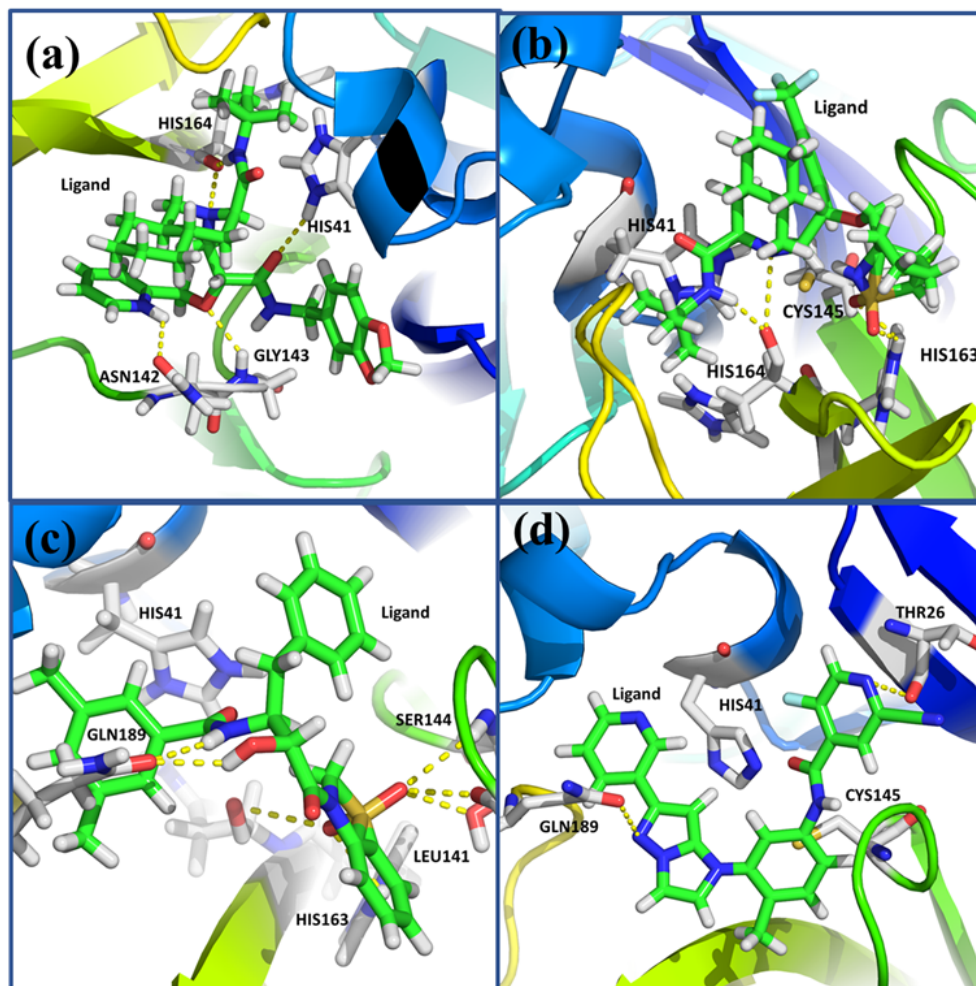 (a)
HIS164
Ligand
HIS41
ASN142
GLY143
(b)
Ligand
HIS41
CYS145
HIS164
HIS163
(c)
HIS41
Ligand
GLN189
SER144
LEU141
HIS163
(d)
THR26
Ligand
HIS41
CYS145
GLN189